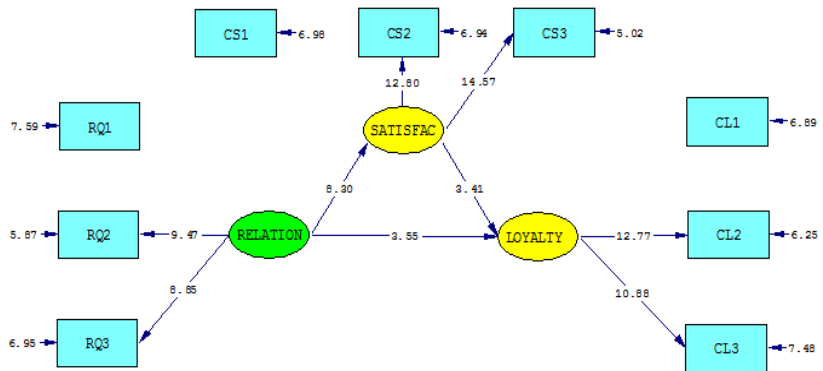 CS1
6.98
CS2
6.94
CS3
5.02
12.80
14.57
7.59
RQ1
SATISFAC
CL1
6.89
8.30
3.41
5.87
RQ2
9.47
RELATION
3.55
LOYALTY
12.77
CL2
6.25
8.85
10.88
6.95
RQ3
CL3
7.48